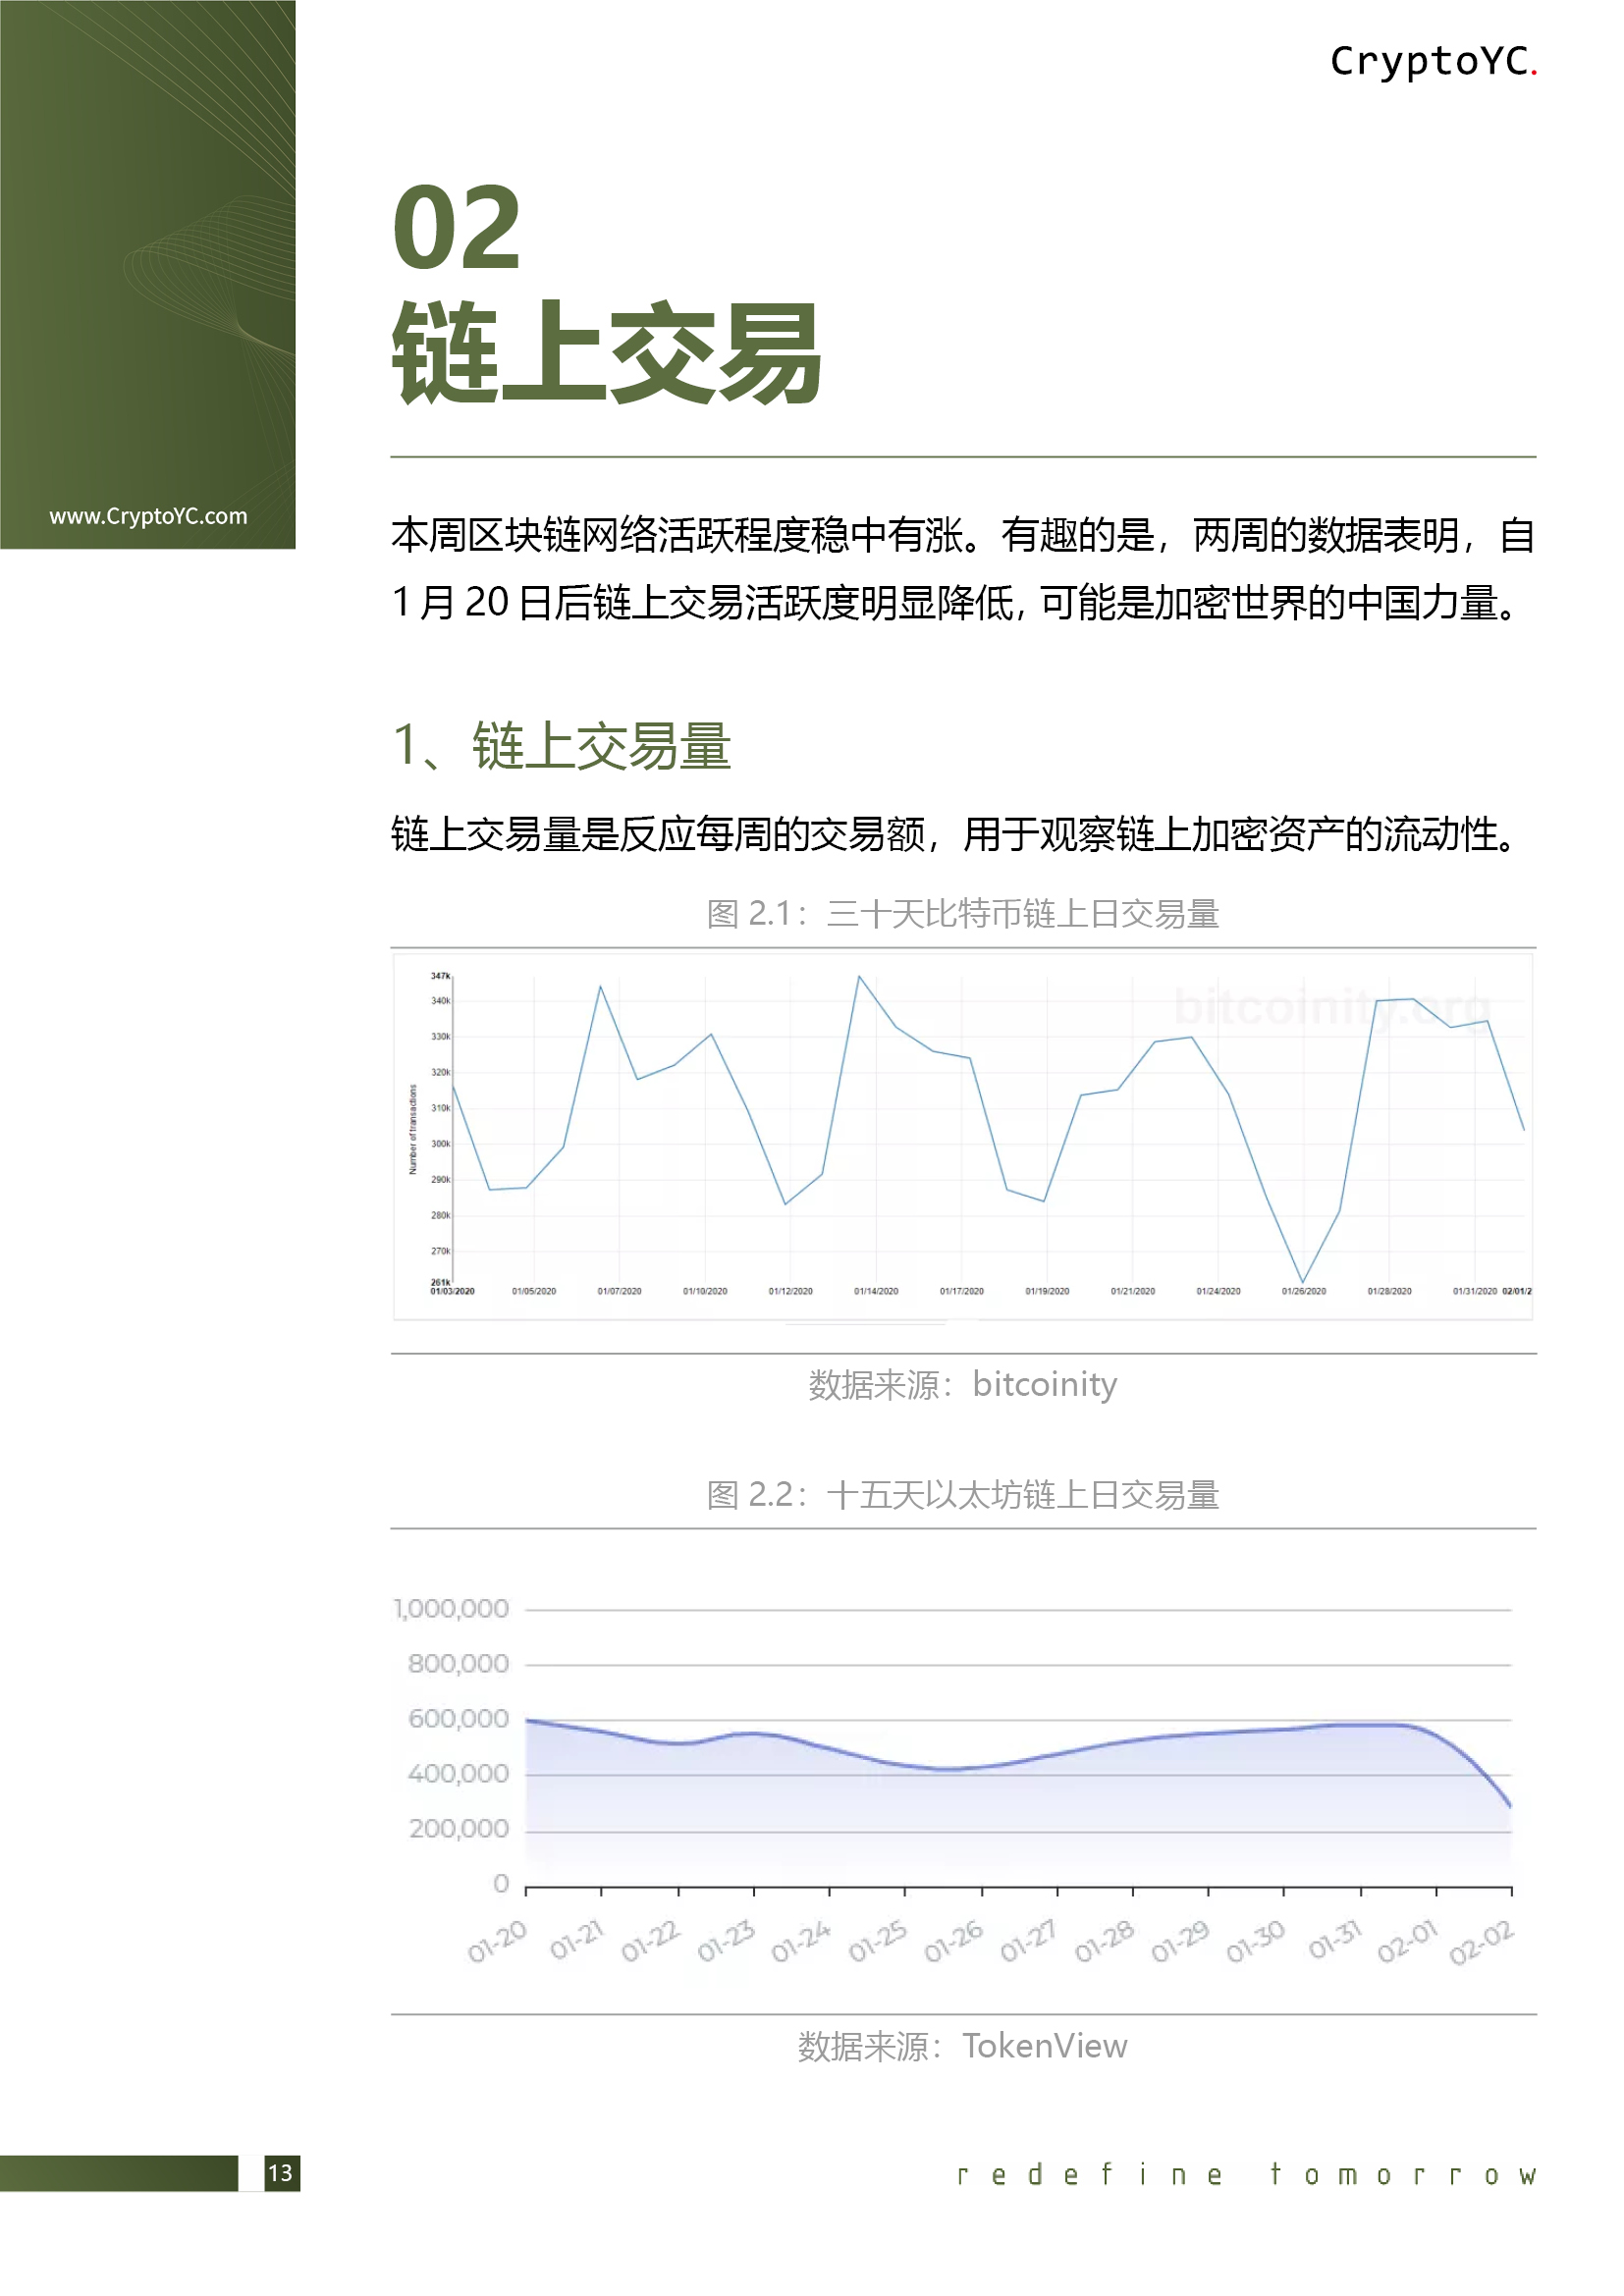 CryptoYC.
www.CryptoYC.com
02
链上交易
本周区块链网络活跃程度稳中有涨。有趣的是，两周的数据表明，自
1月20日后链上交易活跃度明显降低，可能是加密世界的中国力量。
1、链上交易量
链上交易量是反应每周的交易额，用于观察链上加密资产的流动性。
图 2.1：三十天比特币链上日交易量
bitcoinity.org
Number of transactions
347k
340k
330k
320k
310k
300k
290k
280k
270k
261k
01/03/2020 01/05/2020 01/07/2020 01/10/2020 01/12/2020 01/14/2020 01/17/2020 01/19/2020 01/21/2020 01/24/2020 01/26/2020 01/28/2020 01/31/2020 02/01/2
数据来源：bitcoinity
图 2.2：十五天以太坊链上日交易量
1,000,000
800,000
600,000
400,000
200,000
0
01-20 01-21 01-22 01-23 01-24 01-25 01-26 01-27 01-28 01-29 01-30 01-31 02-01 02-02
数据来源：TokenView
13
redefine tomorrow